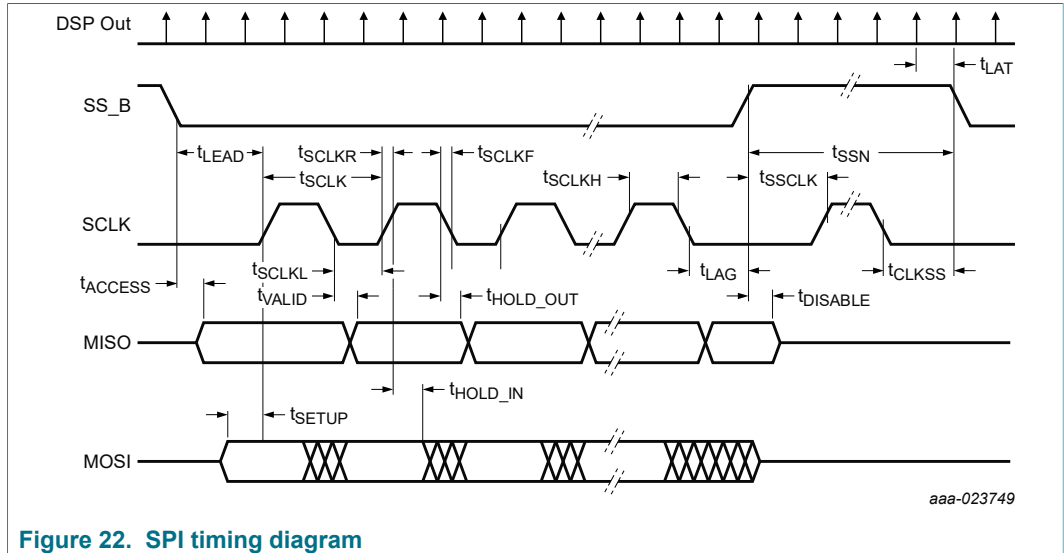 DSP Out
tLAT
SS_B
tLEAD
tSCLKR
tSCLKF
tSSN
tSCLK
tSCLKH
tSSCLK
SCLK
tSCLKL
tLAG
tCLKSS
tACCESS
tVALID
tHOLD_OUT
tDISABLE
MISO
tHOLD_IN
tSETUP
MOSI
aaa-023749
Figure 22. SPI timing diagram